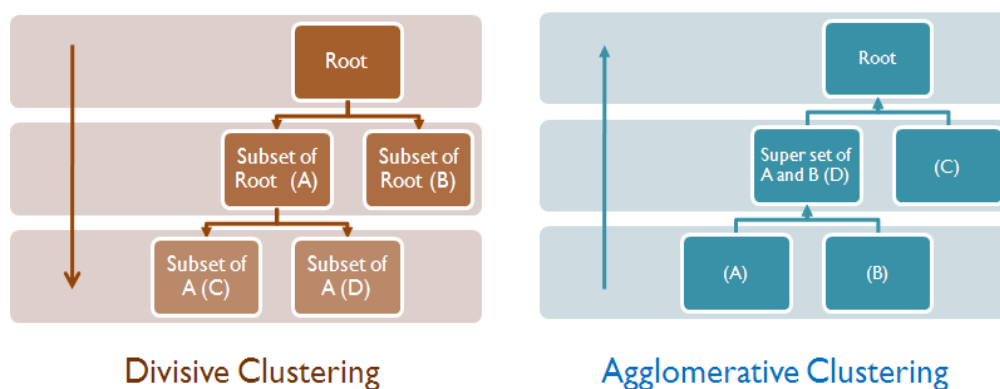 Root
Subset of
Root (A)
Subset of
Root (B)
Subset of
A (C)
Subset of
A (D)
Divisive Clustering
Root
Super set of
A and B (D)
(C)
(A)
(B)
Agglomerative Clustering